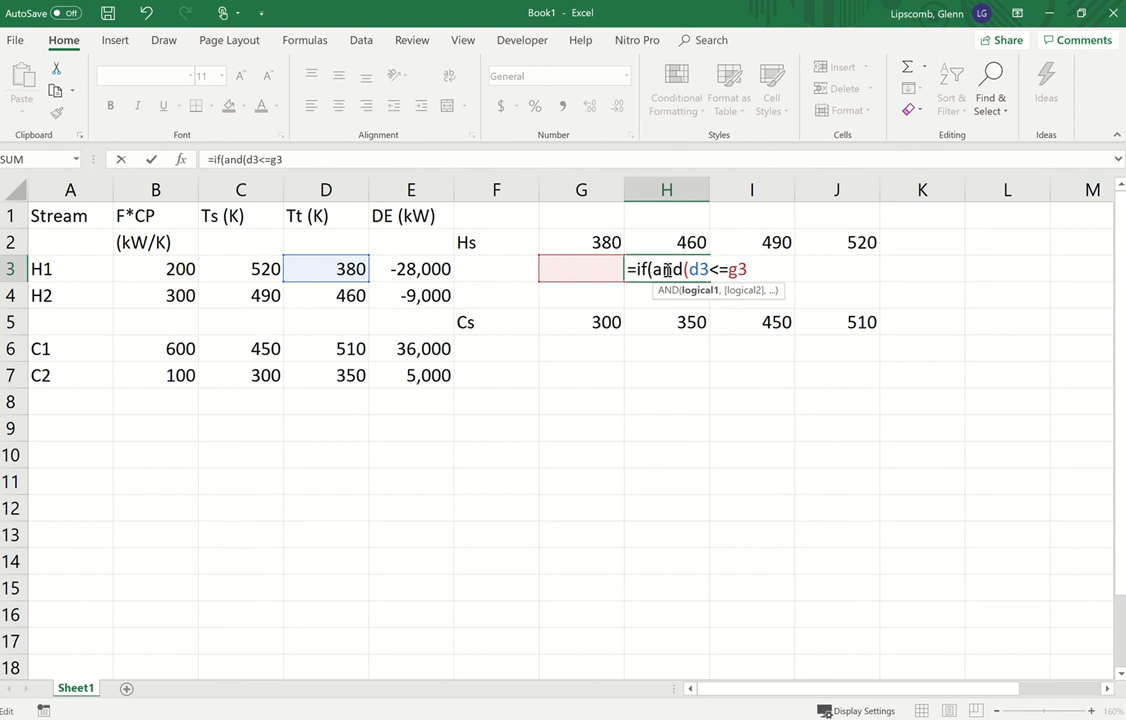 AutoSave Off Book1 - Excel Lipscomb, Glenn LG
File Home Insert Draw Page Layout Formulas Data Review View Developer Help Nitro Pro Search Share Comments
11 General Insert
Paste Conditional Formatting Format as Table Cell Styles Delete Format Sort & Filter Find & Select Ideas
Clipboard Font Alignment Number Styles Cells Editing Ideas
SUM =if(and(d3<=g3
A B C D E F G H I J K L M
1 Stream F*CP Ts (K) Tt (K) DE (kW)
2 (kW/K) Hs 380 460 490 520
3 H1 200 520 380 -28,000 =if(and(d3<=g3
4 H2 300 490 460 -9,000 AND(logical1, [logical2], ...)
5 Cs 300 350 450 510
6 C1 600 450 510 36,000
7 C2 100 300 350 5,000
8
9
10
11
12
13
14
15
16
17
18
Sheet1
Edit Display Settings 160%